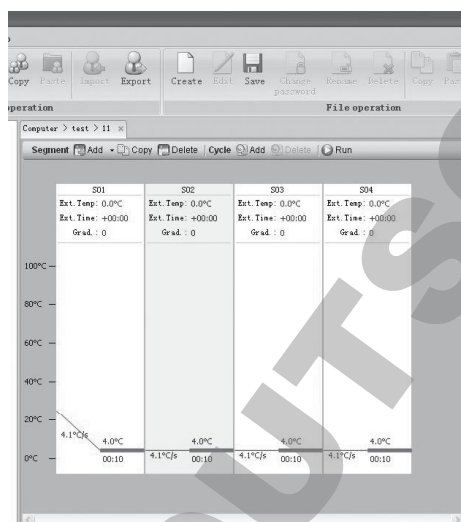 Copy Paste Import Export Create Edit Save Change password Rename Delete Copy
peration File operation
Computer > test > 11 ×
Segment Add Copy Delete Cycle Add Delete Run
S01 S02 S03 S04
Ext.Temp: 0.0°C Ext.Temp: 0.0°C Ext.Temp: 0.0°C Ext.Temp: 0.0°C
Ext.Time: +00:00 Ext.Time: +00:00 Ext.Time: +00:00 Ext.Time: +00:00
Grad.: 0 Grad.: 0 Grad.: 0 Grad.: 0
100°C
80°C
60°C
40°C
20°C
4.1°C/s 4.0°C 4.0°C 4.0°C 4.0°C
0°C 00:10 4.1°C/s 00:10 4.1°C/s 00:10 4.1°C/s 00:10